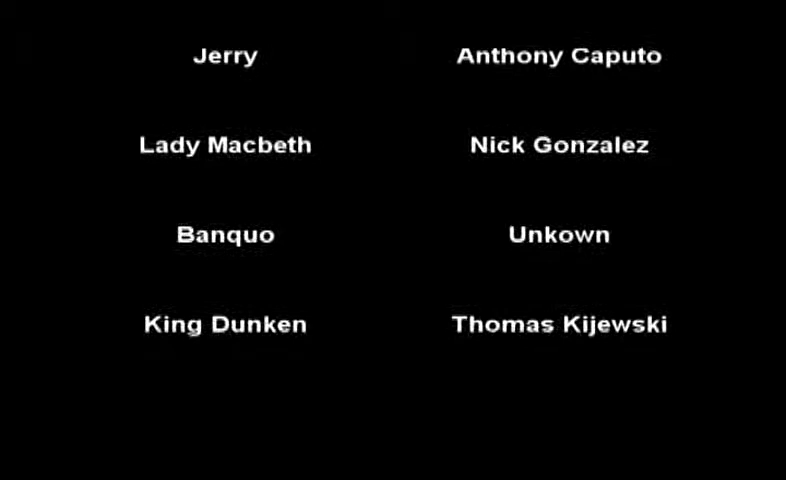 Jerry Anthony Caputo
Lady Macbeth Nick Gonzalez
Banquo Unkown
King Dunken Thomas Kijewski